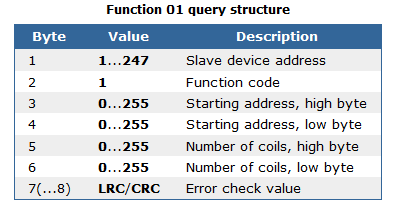 Function 01 query structure
Byte Value Description
1 1...247 Slave device address
2 1 Function code
3 0...255 Starting address, high byte
4 0...255 Starting address, low byte
5 0...255 Number of coils, high byte
6 0...255 Number of coils, low byte
7(...8) LRC/CRC Error check value